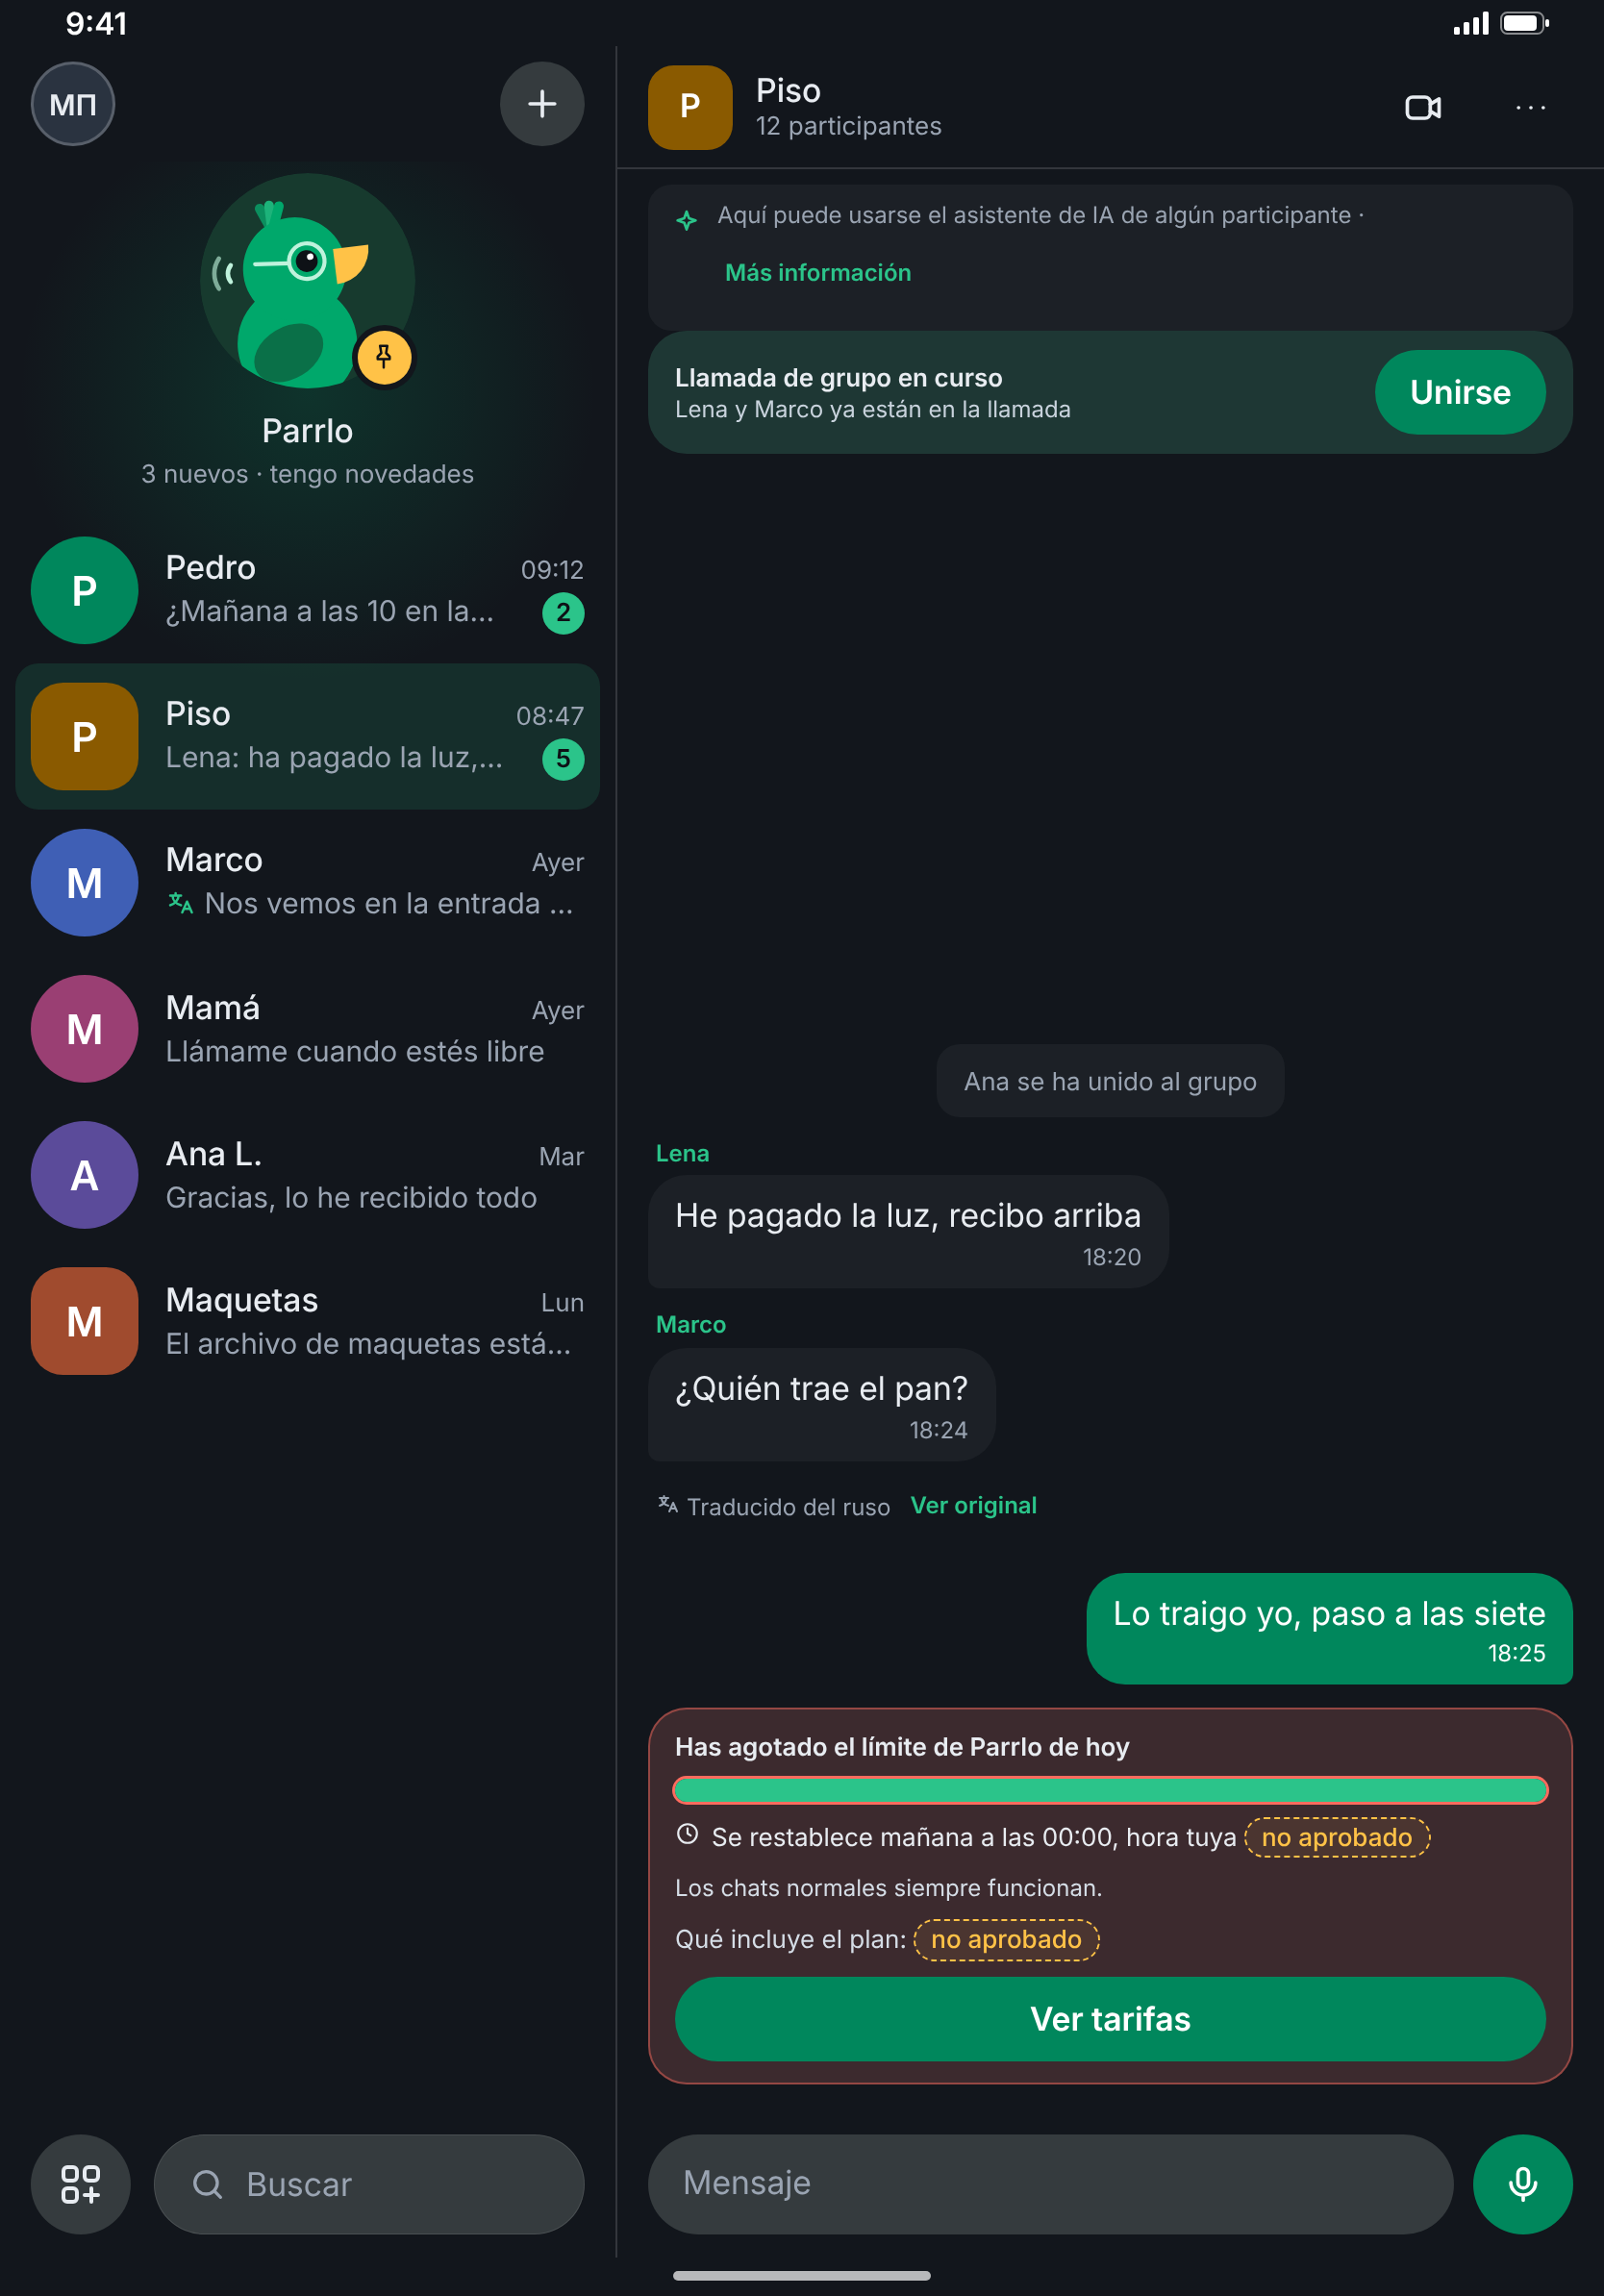 9:41
МП
Parrlo
3 nuevos · tengo novedades
P
Pedro
09:12
¿Mañana a las 10 en la...
2
P
Piso
08:47
Lena: ha pagado la luz,...
5
M
Marco
Ayer
Nos vemos en la entrada ...
M
Mamá
Ayer
Llámame cuando estés libre
A
Ana L.
Mar
Gracias, lo he recibido todo
M
Maquetas
Lun
El archivo de maquetas está...
Buscar
P
Piso
12 participantes
Aquí puede usarse el asistente de IA de algún participante ·
Más información
Llamada de grupo en curso
Lena y Marco ya están en la llamada
Unirse
Ana se ha unido al grupo
Lena
He pagado la luz, recibo arriba
18:20
Marco
¿Quién trae el pan?
18:24
Traducido del ruso Ver original
Lo traigo yo, paso a las siete
18:25
Has agotado el límite de Parrlo de hoy
Se restablece mañana a las 00:00, hora tuya no aprobado
Los chats normales siempre funcionan.
Qué incluye el plan: no aprobado
Ver tarifas
Mensaje